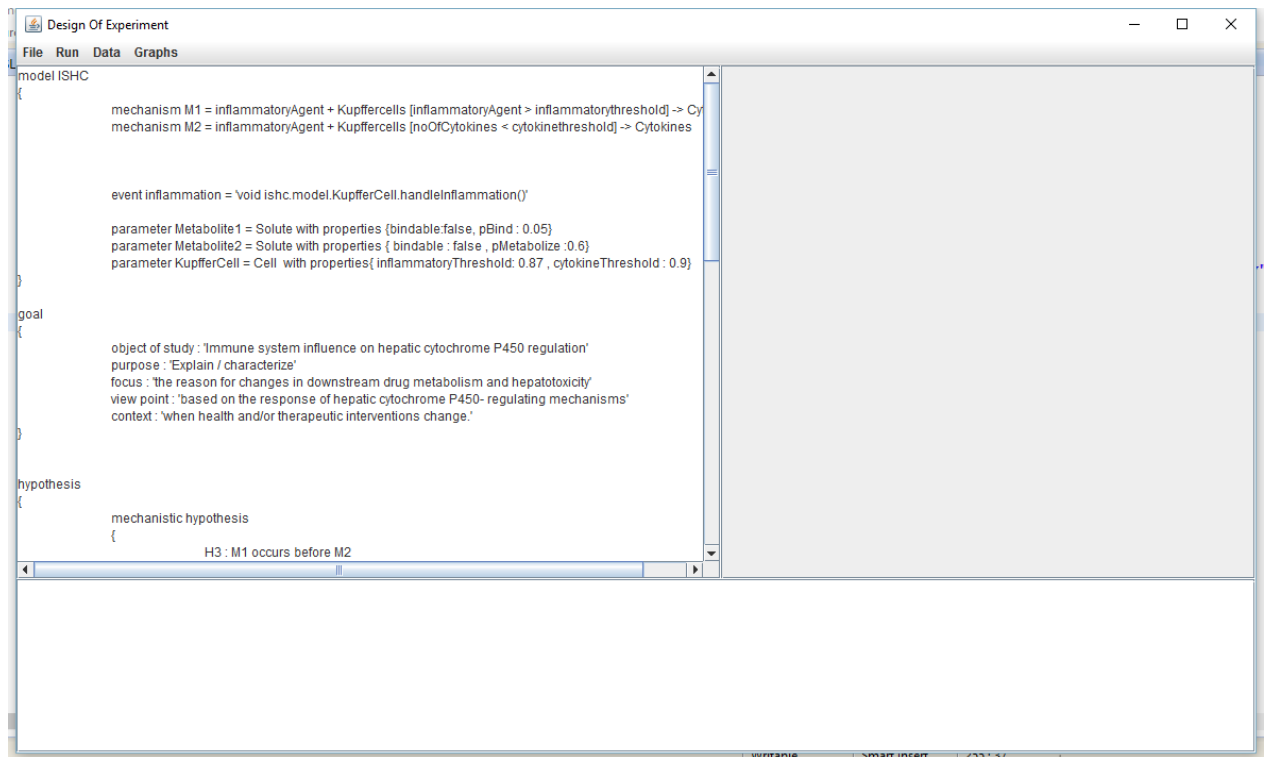 Design Of Experiment
File Run Data Graphs
model ISHC
{
mechanism M1 = inflammatoryAgent + Kupffercells [inflammatoryAgent > inflammatorythreshold] -> Cy
mechanism M2 = inflammatoryAgent + Kupffercells [noOfCytokines < cytokinethreshold] -> Cytokines
event inflammation = 'void ishc.model.KupfferCell.handleInflammation()'
parameter Metabolite1 = Solute with properties {bindable:false, pBind : 0.05}
parameter Metabolite2 = Solute with properties { bindable : false , pMetabolize :0.6}
parameter KupfferCell = Cell with properties{ inflammatoryThreshold: 0.87 , cytokineThreshold : 0.9}
}
goal
{
object of study : 'Immune system influence on hepatic cytochrome P450 regulation'
purpose : 'Explain / characterize'
focus : 'the reason for changes in downstream drug metabolism and hepatotoxicity'
view point : 'based on the response of hepatic cytochrome P450- regulating mechanisms'
context : 'when health and/or therapeutic interventions change.'
}
hypothesis
{
mechanistic hypothesis
{
H3 : M1 occurs before M2
Writable Smart Insert 253 : 37